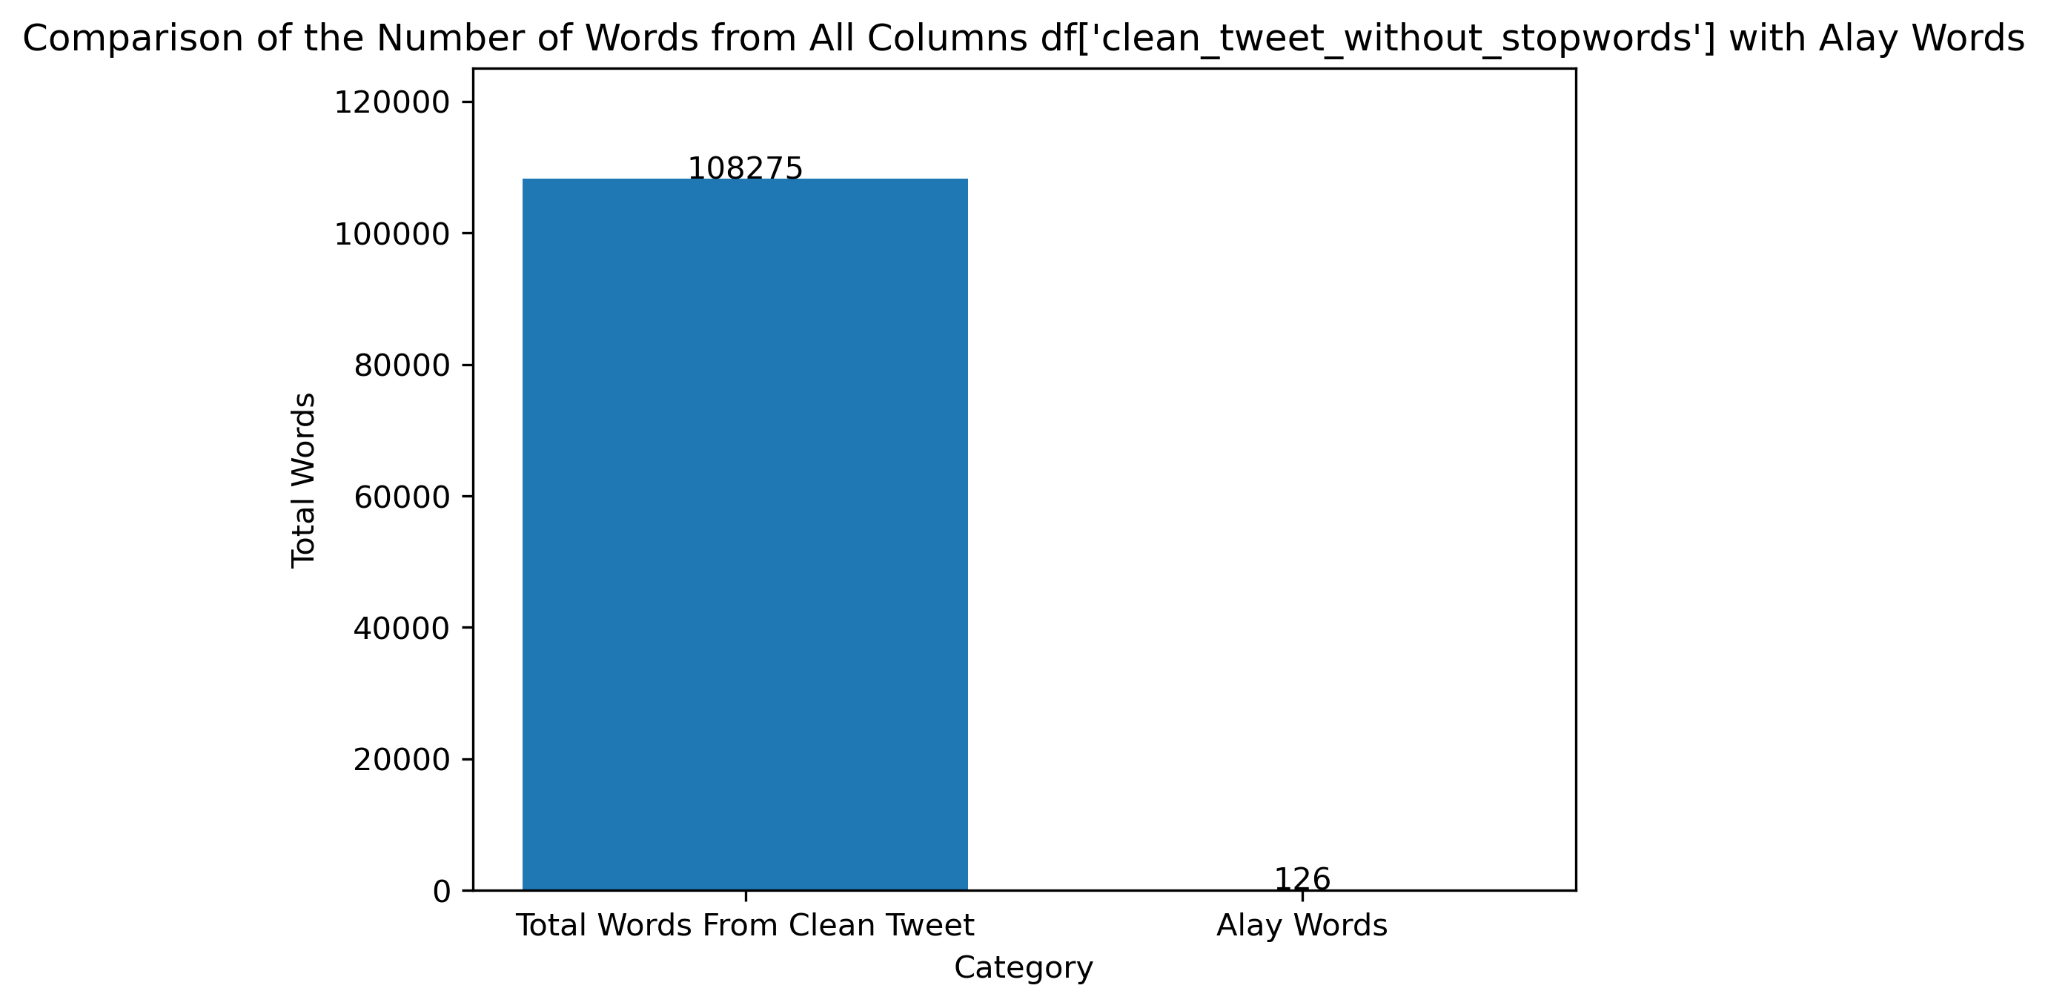 Comparison of the Number of Words from All Columns df['clean_tweet_without_stopwords'] with Alay Words
120000
108275
100000
80000
Total Words
60000
40000
20000
126
0
Total Words From Clean Tweet
Alay Words
Category